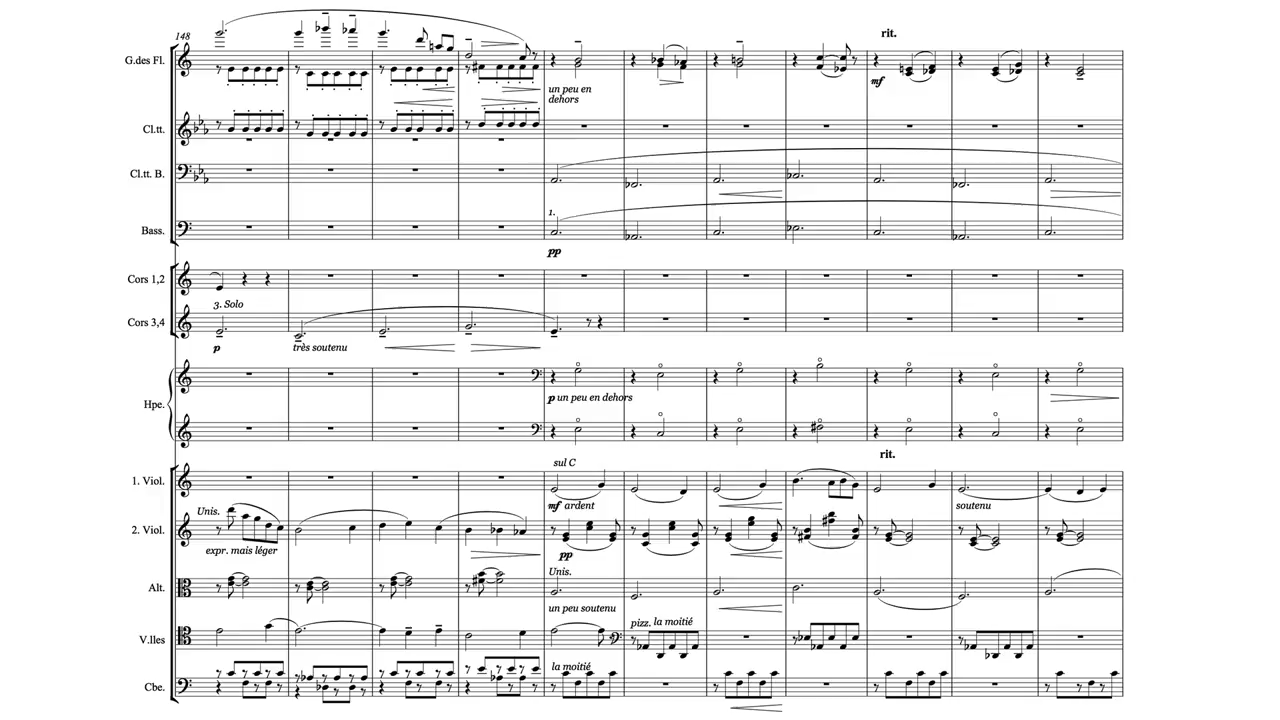 148
rit.
G.des Fl.
mf
un peu en
dehors
Cl.tt.
Cl.tt. B.
1.
Bass.
pp
Cors 1,2
3. Solo
Cors 3,4
p
très soutenu
Hpe.
p un peu en dehors
rit.
sul C
1. Viol.
mf ardent
soutenu
Unis.
2. Viol.
expr. mais léger
pp
Unis.
Alt.
un peu soutenu
pizz. la moitié
V.lles
la moitié
Cbe.